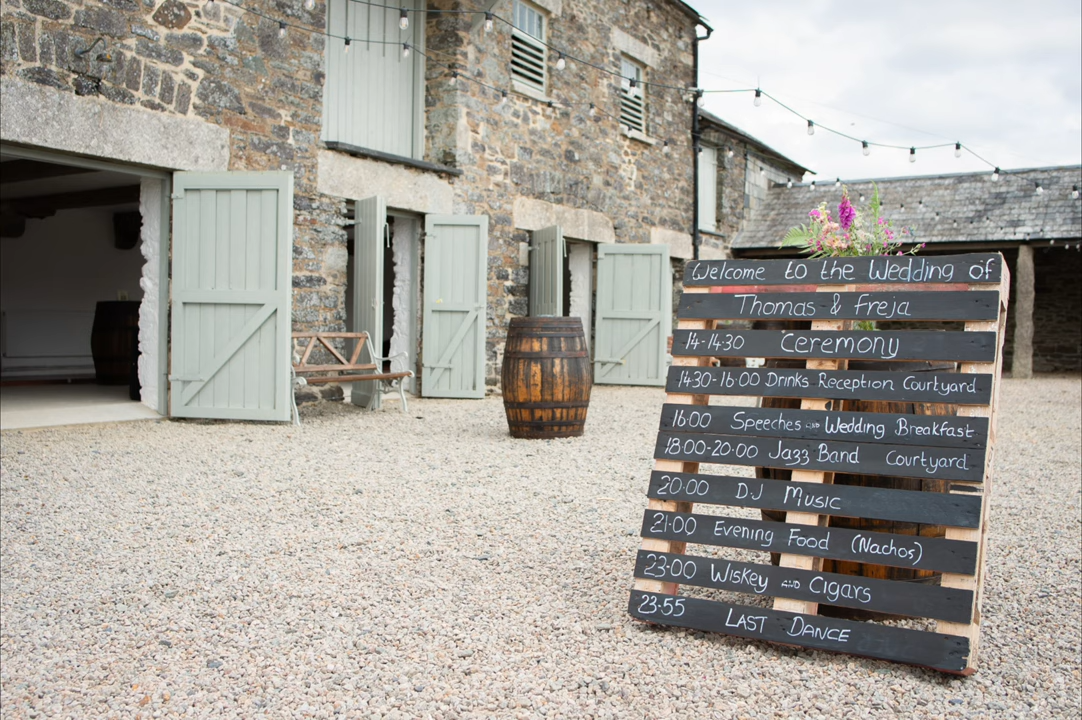 Welcome to the Wedding of
Thomas & Freja
14-14·30 Ceremony
14·30-16·00 Drinks Reception Courtyard
16·00 Speeches AND Wedding Breakfast
18·00-20·00 Jazz Band Courtyard
20·00 DJ Music
21·00 Evening Food (Nachos)
23·00 Wiskey AND Cigars
23·55 LAST DANCE